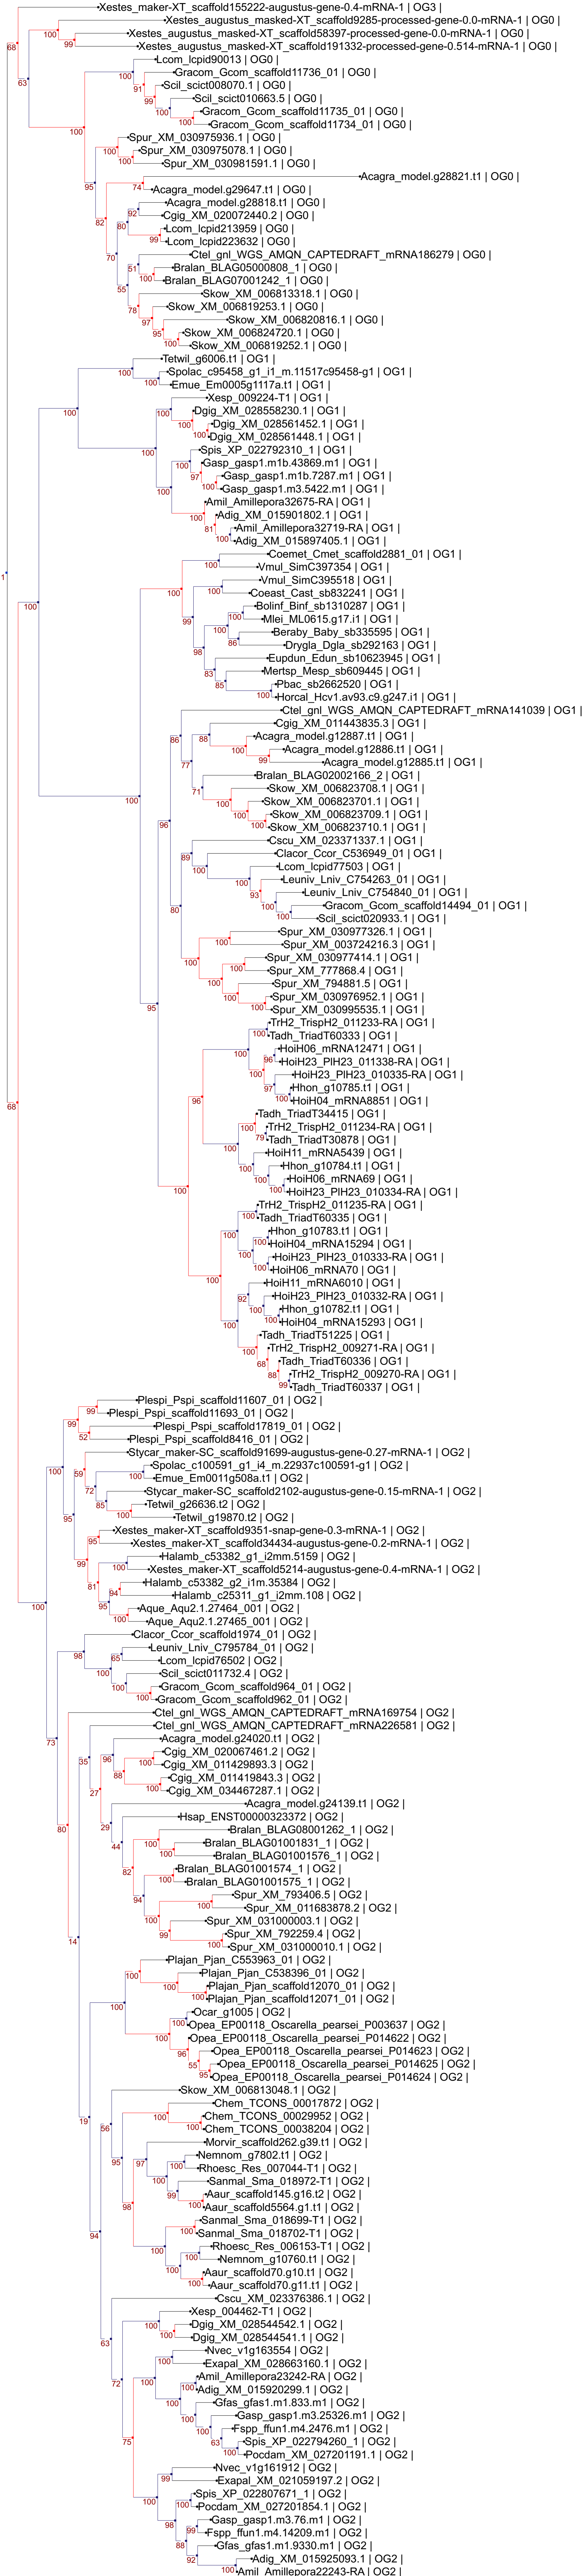 Xestes_maker-XT_scaffold155222-augustus-gene-0.4-mRNA-1 | OG3 |
Xestes_augustus_masked-XT_scaffold9285-processed-gene-0.0-mRNA-1 | OG0 |
Xestes_augustus_masked-XT_scaffold58397-processed-gene-0.0-mRNA-1 | OG0 |
Xestes_augustus_masked-XT_scaffold191332-processed-gene-0.514-mRNA-1 | OG0 |
Lcom_lcpid90013 | OG0 |
Gracom_Gcom_scaffold11736_01 | OG0 |
Scil_scict008070.1 | OG0 |
Scil_scict010663.5 | OG0 |
Gracom_Gcom_scaffold11735_01 | OG0 |
Gracom_Gcom_scaffold11734_01 | OG0 |
Spur_XM_030975936.1 | OG0 |
Spur_XM_030975078.1 | OG0 |
Spur_XM_030981591.1 | OG0 |
Acagra_model.g28821.t1 | OG0 |
Acagra_model.g29647.t1 | OG0 |
Acagra_model.g28818.t1 | OG0 |
Cgig_XM_020072440.2 | OG0 |
Lcom_lcpid213959 | OG0 |
Lcom_lcpid223632 | OG0 |
Ctel_gnl_WGS_AMQN_CAPTEDRAFT_mRNA186279 | OG0 |
Bralan_BLAG05000808_1 | OG0 |
Bralan_BLAG07001242_1 | OG0 |
Skow_XM_006813318.1 | OG0 |
Skow_XM_006819253.1 | OG0 |
Skow_XM_006820816.1 | OG0 |
Skow_XM_006824720.1 | OG0 |
Skow_XM_006819252.1 | OG0 |
Tetwil_g6006.t1 | OG1 |
Spolac_c95458_g1_i1_m.11517c95458-g1 | OG1 |
Emue_Em0005g1117a.t1 | OG1 |
Xesp_009224-T1 | OG1 |
Dgig_XM_028558230.1 | OG1 |
Dgig_XM_028561452.1 | OG1 |
Dgig_XM_028561448.1 | OG1 |
Spis_XP_022792310_1 | OG1 |
Gasp_gasp1.m1b.43869.m1 | OG1 |
Gasp_gasp1.m1b.7287.m1 | OG1 |
Gasp_gasp1.m3.5422.m1 | OG1 |
Amil_Amillepora32675-RA | OG1 |
Adig_XM_015901802.1 | OG1 |
Amil_Amillepora32719-RA | OG1 |
Adig_XM_015897405.1 | OG1 |
Coemet_Cmet_scaffold2881_01 | OG1 |
Vmul_SimC397354 | OG1 |
Vmul_SimC395518 | OG1 |
Coeast_Cast_sb832241 | OG1 |
Bolinf_Binf_sb1310287 | OG1 |
Mlei_ML0615.g17.i1 | OG1 |
Beraby_Baby_sb335595 | OG1 |
Drygla_Dgla_sb292163 | OG1 |
Eupdun_Edun_sb10623945 | OG1 |
Mertsp_Mesp_sb609445 | OG1 |
Pbac_sb2662520 | OG1 |
Horcal_Hcv1.av93.c9.g247.i1 | OG1 |
Ctel_gnl_WGS_AMQN_CAPTEDRAFT_mRNA141039 | OG1 |
Cgig_XM_011443835.3 | OG1 |
Acagra_model.g12887.t1 | OG1 |
Acagra_model.g12886.t1 | OG1 |
Acagra_model.g12885.t1 | OG1 |
Bralan_BLAG02002166_2 | OG1 |
Skow_XM_006823708.1 | OG1 |
Skow_XM_006823701.1 | OG1 |
Skow_XM_006823709.1 | OG1 |
Skow_XM_006823710.1 | OG1 |
Cscu_XM_023371337.1 | OG1 |
Clacor_Ccor_C536949_01 | OG1 |
Lcom_lcpid77503 | OG1 |
Leuniv_Lniv_C754263_01 | OG1 |
Leuniv_Lniv_C754840_01 | OG1 |
Gracom_Gcom_scaffold14494_01 | OG1 |
Scil_scict020933.1 | OG1 |
Spur_XM_030977326.1 | OG1 |
Spur_XM_003724216.3 | OG1 |
Spur_XM_030977414.1 | OG1 |
Spur_XM_777868.4 | OG1 |
Spur_XM_794881.5 | OG1 |
Spur_XM_030976952.1 | OG1 |
Spur_XM_030995535.1 | OG1 |
TrH2_TrispH2_011233-RA | OG1 |
Tadh_TriadT60333 | OG1 |
HoiH06_mRNA12471 | OG1 |
HoiH23_PlH23_011338-RA | OG1 |
HoiH23_PlH23_010335-RA | OG1 |
Hhon_g10785.t1 | OG1 |
HoiH04_mRNA8851 | OG1 |
Tadh_TriadT34415 | OG1 |
TrH2_TrispH2_011234-RA | OG1 |
Tadh_TriadT30878 | OG1 |
HoiH11_mRNA5439 | OG1 |
Hhon_g10784.t1 | OG1 |
HoiH06_mRNA69 | OG1 |
HoiH23_PlH23_010334-RA | OG1 |
TrH2_TrispH2_011235-RA | OG1 |
Tadh_TriadT60335 | OG1 |
Hhon_g10783.t1 | OG1 |
HoiH04_mRNA15294 | OG1 |
HoiH23_PlH23_010333-RA | OG1 |
HoiH06_mRNA70 | OG1 |
HoiH11_mRNA6010 | OG1 |
HoiH23_PlH23_010332-RA | OG1 |
Hhon_g10782.t1 | OG1 |
HoiH04_mRNA15293 | OG1 |
Tadh_TriadT51225 | OG1 |
TrH2_TrispH2_009271-RA | OG1 |
Tadh_TriadT60336 | OG1 |
TrH2_TrispH2_009270-RA | OG1 |
Tadh_TriadT60337 | OG1 |
Plespi_Pspi_scaffold11607_01 | OG2 |
Plespi_Pspi_scaffold11693_01 | OG2 |
Plespi_Pspi_scaffold17819_01 | OG2 |
Plespi_Pspi_scaffold8416_01 | OG2 |
Stycar_maker-SC_scaffold91699-augustus-gene-0.27-mRNA-1 | OG2 |
Spolac_c100591_g1_i4_m.22937c100591-g1 | OG2 |
Emue_Em0011g508a.t1 | OG2 |
Stycar_maker-SC_scaffold2102-augustus-gene-0.15-mRNA-1 | OG2 |
Tetwil_g26636.t2 | OG2 |
Tetwil_g19870.t2 | OG2 |
Xestes_maker-XT_scaffold9351-snap-gene-0.3-mRNA-1 | OG2 |
Xestes_maker-XT_scaffold34434-augustus-gene-0.2-mRNA-1 | OG2 |
Halamb_c53382_g1_i2mm.5159 | OG2 |
Xestes_maker-XT_scaffold5214-augustus-gene-0.4-mRNA-1 | OG2 |
Halamb_c53382_g2_i1m.35384 | OG2 |
Halamb_c25311_g1_i2mm.108 | OG2 |
Aque_Aqu2.1.27464_001 | OG2 |
Aque_Aqu2.1.27465_001 | OG2 |
Clacor_Ccor_scaffold1974_01 | OG2 |
Leuniv_Lniv_C795784_01 | OG2 |
Lcom_lcpid76502 | OG2 |
Scil_scict011732.4 | OG2 |
Gracom_Gcom_scaffold964_01 | OG2 |
Gracom_Gcom_scaffold962_01 | OG2 |
Ctel_gnl_WGS_AMQN_CAPTEDRAFT_mRNA169754 | OG2 |
Ctel_gnl_WGS_AMQN_CAPTEDRAFT_mRNA226581 | OG2 |
Acagra_model.g24020.t1 | OG2 |
Cgig_XM_020067461.2 | OG2 |
Cgig_XM_011429893.3 | OG2 |
Cgig_XM_011419843.3 | OG2 |
Cgig_XM_034467287.1 | OG2 |
Acagra_model.g24139.t1 | OG2 |
Hsap_ENST00000323372 | OG2 |
Bralan_BLAG08001262_1 | OG2 |
Bralan_BLAG01001831_1 | OG2 |
Bralan_BLAG01001576_1 | OG2 |
Bralan_BLAG01001574_1 | OG2 |
Bralan_BLAG01001575_1 | OG2 |
Spur_XM_793406.5 | OG2 |
Spur_XM_011683878.2 | OG2 |
Spur_XM_031000003.1 | OG2 |
Spur_XM_792259.4 | OG2 |
Spur_XM_031000010.1 | OG2 |
Plajan_Pjan_C553963_01 | OG2 |
Plajan_Pjan_C538396_01 | OG2 |
Plajan_Pjan_scaffold12070_01 | OG2 |
Plajan_Pjan_scaffold12071_01 | OG2 |
Ocar_g1005 | OG2 |
Opea_EP00118_Oscarella_pearsei_P003637 | OG2 |
Opea_EP00118_Oscarella_pearsei_P014622 | OG2 |
Opea_EP00118_Oscarella_pearsei_P014623 | OG2 |
Opea_EP00118_Oscarella_pearsei_P014625 | OG2 |
Opea_EP00118_Oscarella_pearsei_P014624 | OG2 |
Skow_XM_006813048.1 | OG2 |
Chem_TCONS_00017872 | OG2 |
Chem_TCONS_00029952 | OG2 |
Chem_TCONS_00038204 | OG2 |
Morvir_scaffold262.g39.t1 | OG2 |
Nemnom_g7802.t1 | OG2 |
Rhoesc_Res_007044-T1 | OG2 |
Sanmal_Sma_018972-T1 | OG2 |
Aaur_scaffold145.g16.t2 | OG2 |
Aaur_scaffold5564.g1.t1 | OG2 |
Sanmal_Sma_018699-T1 | OG2 |
Sanmal_Sma_018702-T1 | OG2 |
Rhoesc_Res_006153-T1 | OG2 |
Nemnom_g10760.t1 | OG2 |
Aaur_scaffold70.g10.t1 | OG2 |
Aaur_scaffold70.g11.t1 | OG2 |
Cscu_XM_023376386.1 | OG2 |
Xesp_004462-T1 | OG2 |
Dgig_XM_028544542.1 | OG2 |
Dgig_XM_028544541.1 | OG2 |
Nvec_v1g163554 | OG2 |
Exapal_XM_028663160.1 | OG2 |
Amil_Amillepora23242-RA | OG2 |
Adig_XM_015920299.1 | OG2 |
Gfas_gfas1.m1.833.m1 | OG2 |
Gasp_gasp1.m3.25326.m1 | OG2 |
Fspp_ffun1.m4.2476.m1 | OG2 |
Spis_XP_022794260_1 | OG2 |
Pocdam_XM_027201191.1 | OG2 |
Nvec_v1g161912 | OG2 |
Exapal_XM_021059197.2 | OG2 |
Spis_XP_022807671_1 | OG2 |
Pocdam_XM_027201854.1 | OG2 |
Gasp_gasp1.m3.76.m1 | OG2 |
Fspp_ffun1.m4.14209.m1 | OG2 |
Gfas_gfas1.m1.9330.m1 | OG2 |
Adig_XM_015925093.1 | OG2 |
Amil_Amillepora22243-RA | OG2 |